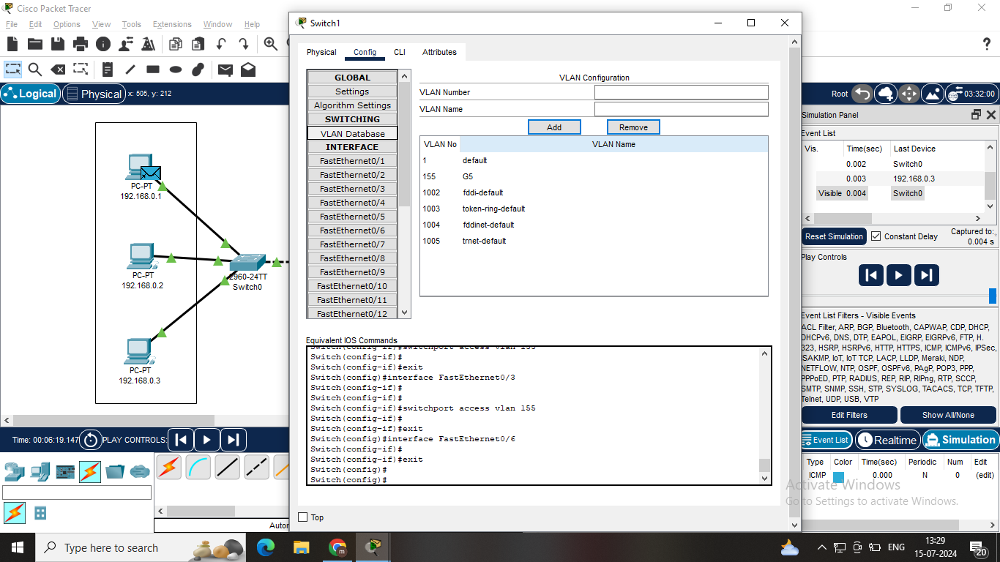 Cisco Packet Tracer
File Edit Options View Tools Extensions Window Help
Logical Physical x: 505, y: 212
PC-PT
192.168.0.1
PC-PT
192.168.0.2
2960-24TT
Switch0
PC-PT
192.168.0.3
Time: 00:06:19.147 PLAY CONTROLS:
Switch1
Physical Config CLI Attributes
GLOBAL
Settings
Algorithm Settings
SWITCHING
VLAN Database
INTERFACE
FastEthernet0/1
FastEthernet0/2
FastEthernet0/3
FastEthernet0/4
FastEthernet0/5
FastEthernet0/6
FastEthernet0/7
FastEthernet0/8
FastEthernet0/9
FastEthernet0/10
FastEthernet0/11
FastEthernet0/12
VLAN Configuration
VLAN Number
VLAN Name
Add Remove
VLAN No VLAN Name
1 default
155 G5
1002 fddi-default
1003 token-ring-default
1004 fddinet-default
1005 trnet-default
Equivalent IOS Commands
Switch(config-if)#switchport access vlan 155
Switch(config-if)#
Switch(config-if)#exit
Switch(config)#interface FastEthernet0/3
Switch(config-if)#
Switch(config-if)#
Switch(config-if)#switchport access vlan 155
Switch(config-if)#
Switch(config-if)#exit
Switch(config)#interface FastEthernet0/6
Switch(config-if)#
Switch(config-if)#exit
Switch(config)#
Switch(config)#
Top
Root 03:32:00
Simulation Panel
Event List
Vis. Time(sec) Last Device
0.002 Switch0
0.003 192.168.0.3
Visible 0.004 Switch0
Reset Simulation Constant Delay Captured to:
0.004 s
Play Controls
Event List Filters - Visible Events
ACL Filter, ARP, BGP, Bluetooth, CAPWAP, CDP, DHCP,
DHCPv6, DNS, DTP, EAPOL, EIGRP, EIGRPv6, FTP, H.
323, HSRP, HSRPv6, HTTP, HTTPS, ICMP, ICMPv6, IPSec,
ISAKMP, IoT, IoT TCP, LACP, LLDP, Meraki, NDP,
NETFLOW, NTP, OSPF, OSPFv6, PAgP, POP3, PPP,
PPPoED, PTP, RADIUS, REP, RIP, RIPng, RTP, SCCP,
SMTP, SNMP, SSH, STP, SYSLOG, TACACS, TCP, TFTP,
Telnet, UDP, USB, VTP
Edit Filters Show All/None
Event List Realtime Simulation
Type Color Time(sec) Periodic Num Edit
ICMP 0.000 N 0 (edit)
Activate Windows
Go to Settings to activate Windows.
Type here to search
ENG
13:29
15-07-2024
20